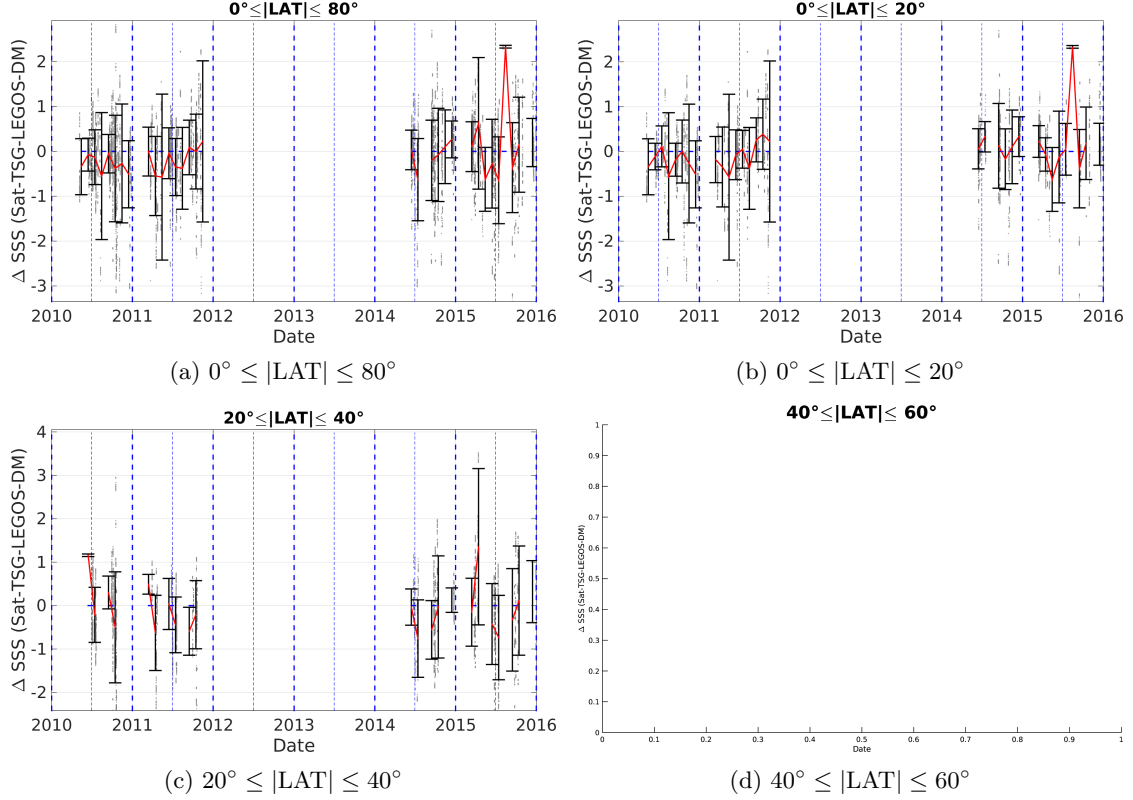 0°≤|LAT|≤ 80°
Δ SSS (Sat-TSG-LEGOS-DM)
2
1
0
-1
-2
-3
2010 2011 2012 2013 2014 2015 2016
Date
(a) 0° ≤ |LAT| ≤ 80°
0°≤|LAT|≤ 20°
Δ SSS (Sat-TSG-LEGOS-DM)
2
1
0
-1
-2
-3
2010 2011 2012 2013 2014 2015 2016
Date
(b) 0° ≤ |LAT| ≤ 20°
20°≤|LAT|≤ 40°
Δ SSS (Sat-TSG-LEGOS-DM)
4
3
2
1
0
-1
-2
2010 2011 2012 2013 2014 2015 2016
Date
(c) 20° ≤ |LAT| ≤ 40°
40°≤|LAT|≤ 60°
Δ SSS (Sat-TSG-LEGOS-DM)
1
0.9
0.8
0.7
0.6
0.5
0.4
0.3
0.2
0.1
0
0 0.1 0.2 0.3 0.4 0.5 0.6 0.7 0.8 0.9 1
Date
(d) 40° ≤ |LAT| ≤ 60°